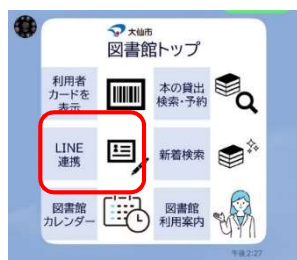 大仙市
図書館トップ
利用者
カードを
表示
本の貸出
検索・予約
LINE
連携
新着検索
図書館
カレンダー
図書館
利用案内
午後2:27